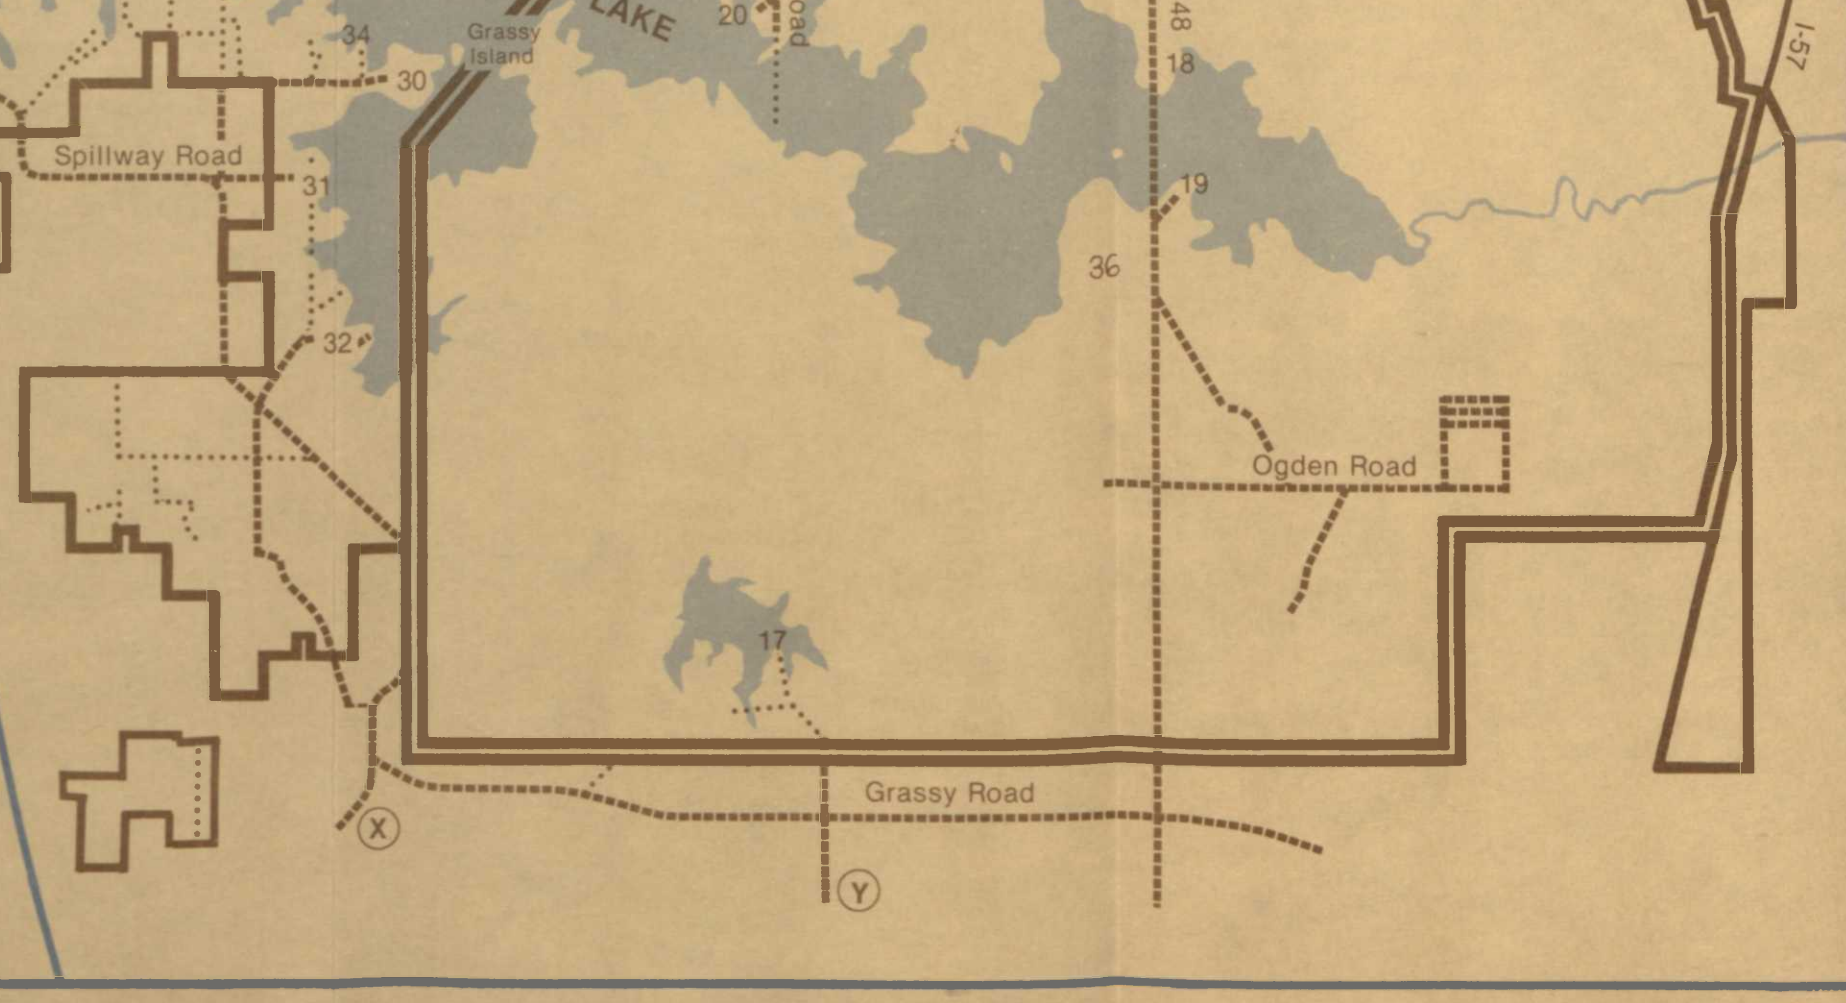 LAKE
20
oad
48
Grassy
Island
34
I-57
18
30
Spillway Road
31
19
36
32
Ogden Road
17
Grassy Road
X
Y